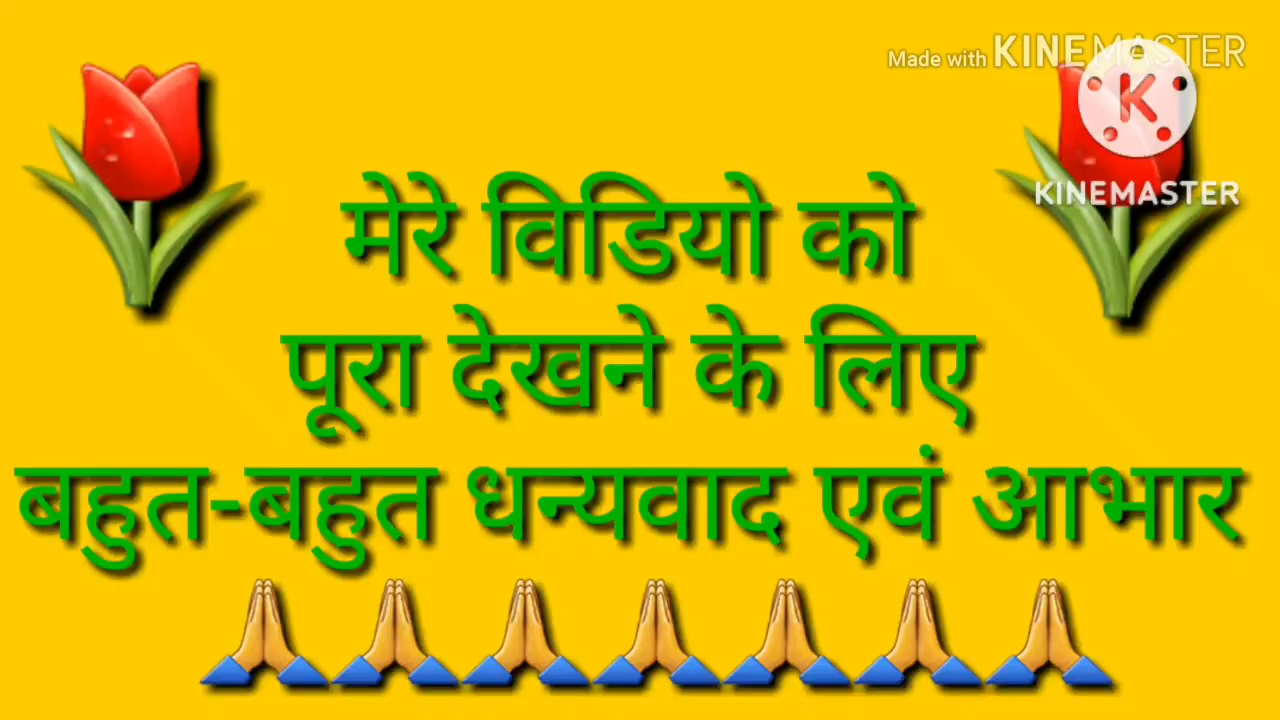 Made with KINEMASTER
K
KINEMASTER
मेरे विडियो को
पूरा देखने के लिए
बहुत-बहुत धन्यवाद एवं आभार